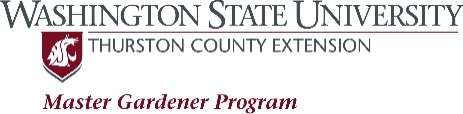 WASHINGTON STATE UNIVERSITY
THURSTON COUNTY EXTENSION
Master Gardener Program